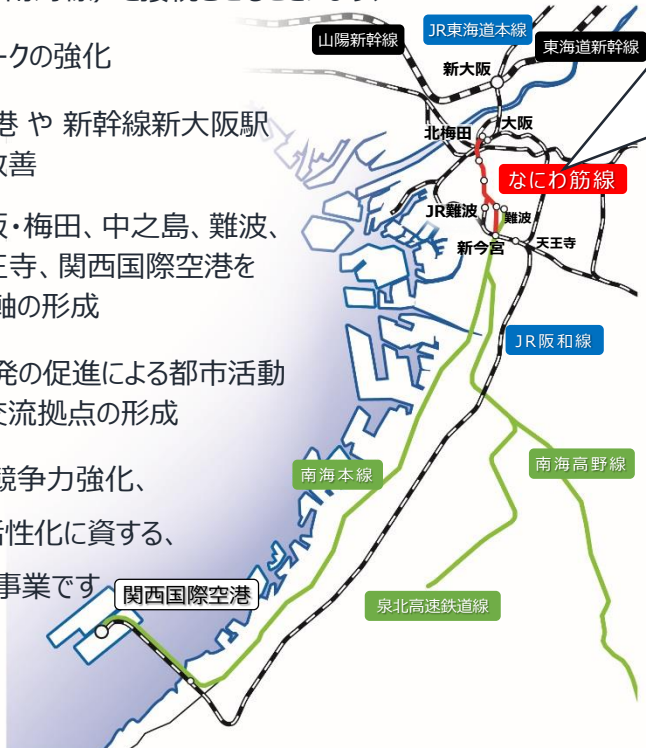 ークの強化
港 や 新幹線新大阪駅
改善
阪・梅田、中之島、難波、
王寺、関西国際空港を
軸の形成
発の促進による都市活動
交流拠点の形成
競争力強化、
活性化に資する、
事業です
山陽新幹線
JR東海道本線
東海道新幹線
新大阪
北梅田
大阪
なにわ筋線
JR難波
難波
新今宮
天王寺
JR阪和線
南海本線
南海高野線
泉北高速鉄道線
関西国際空港